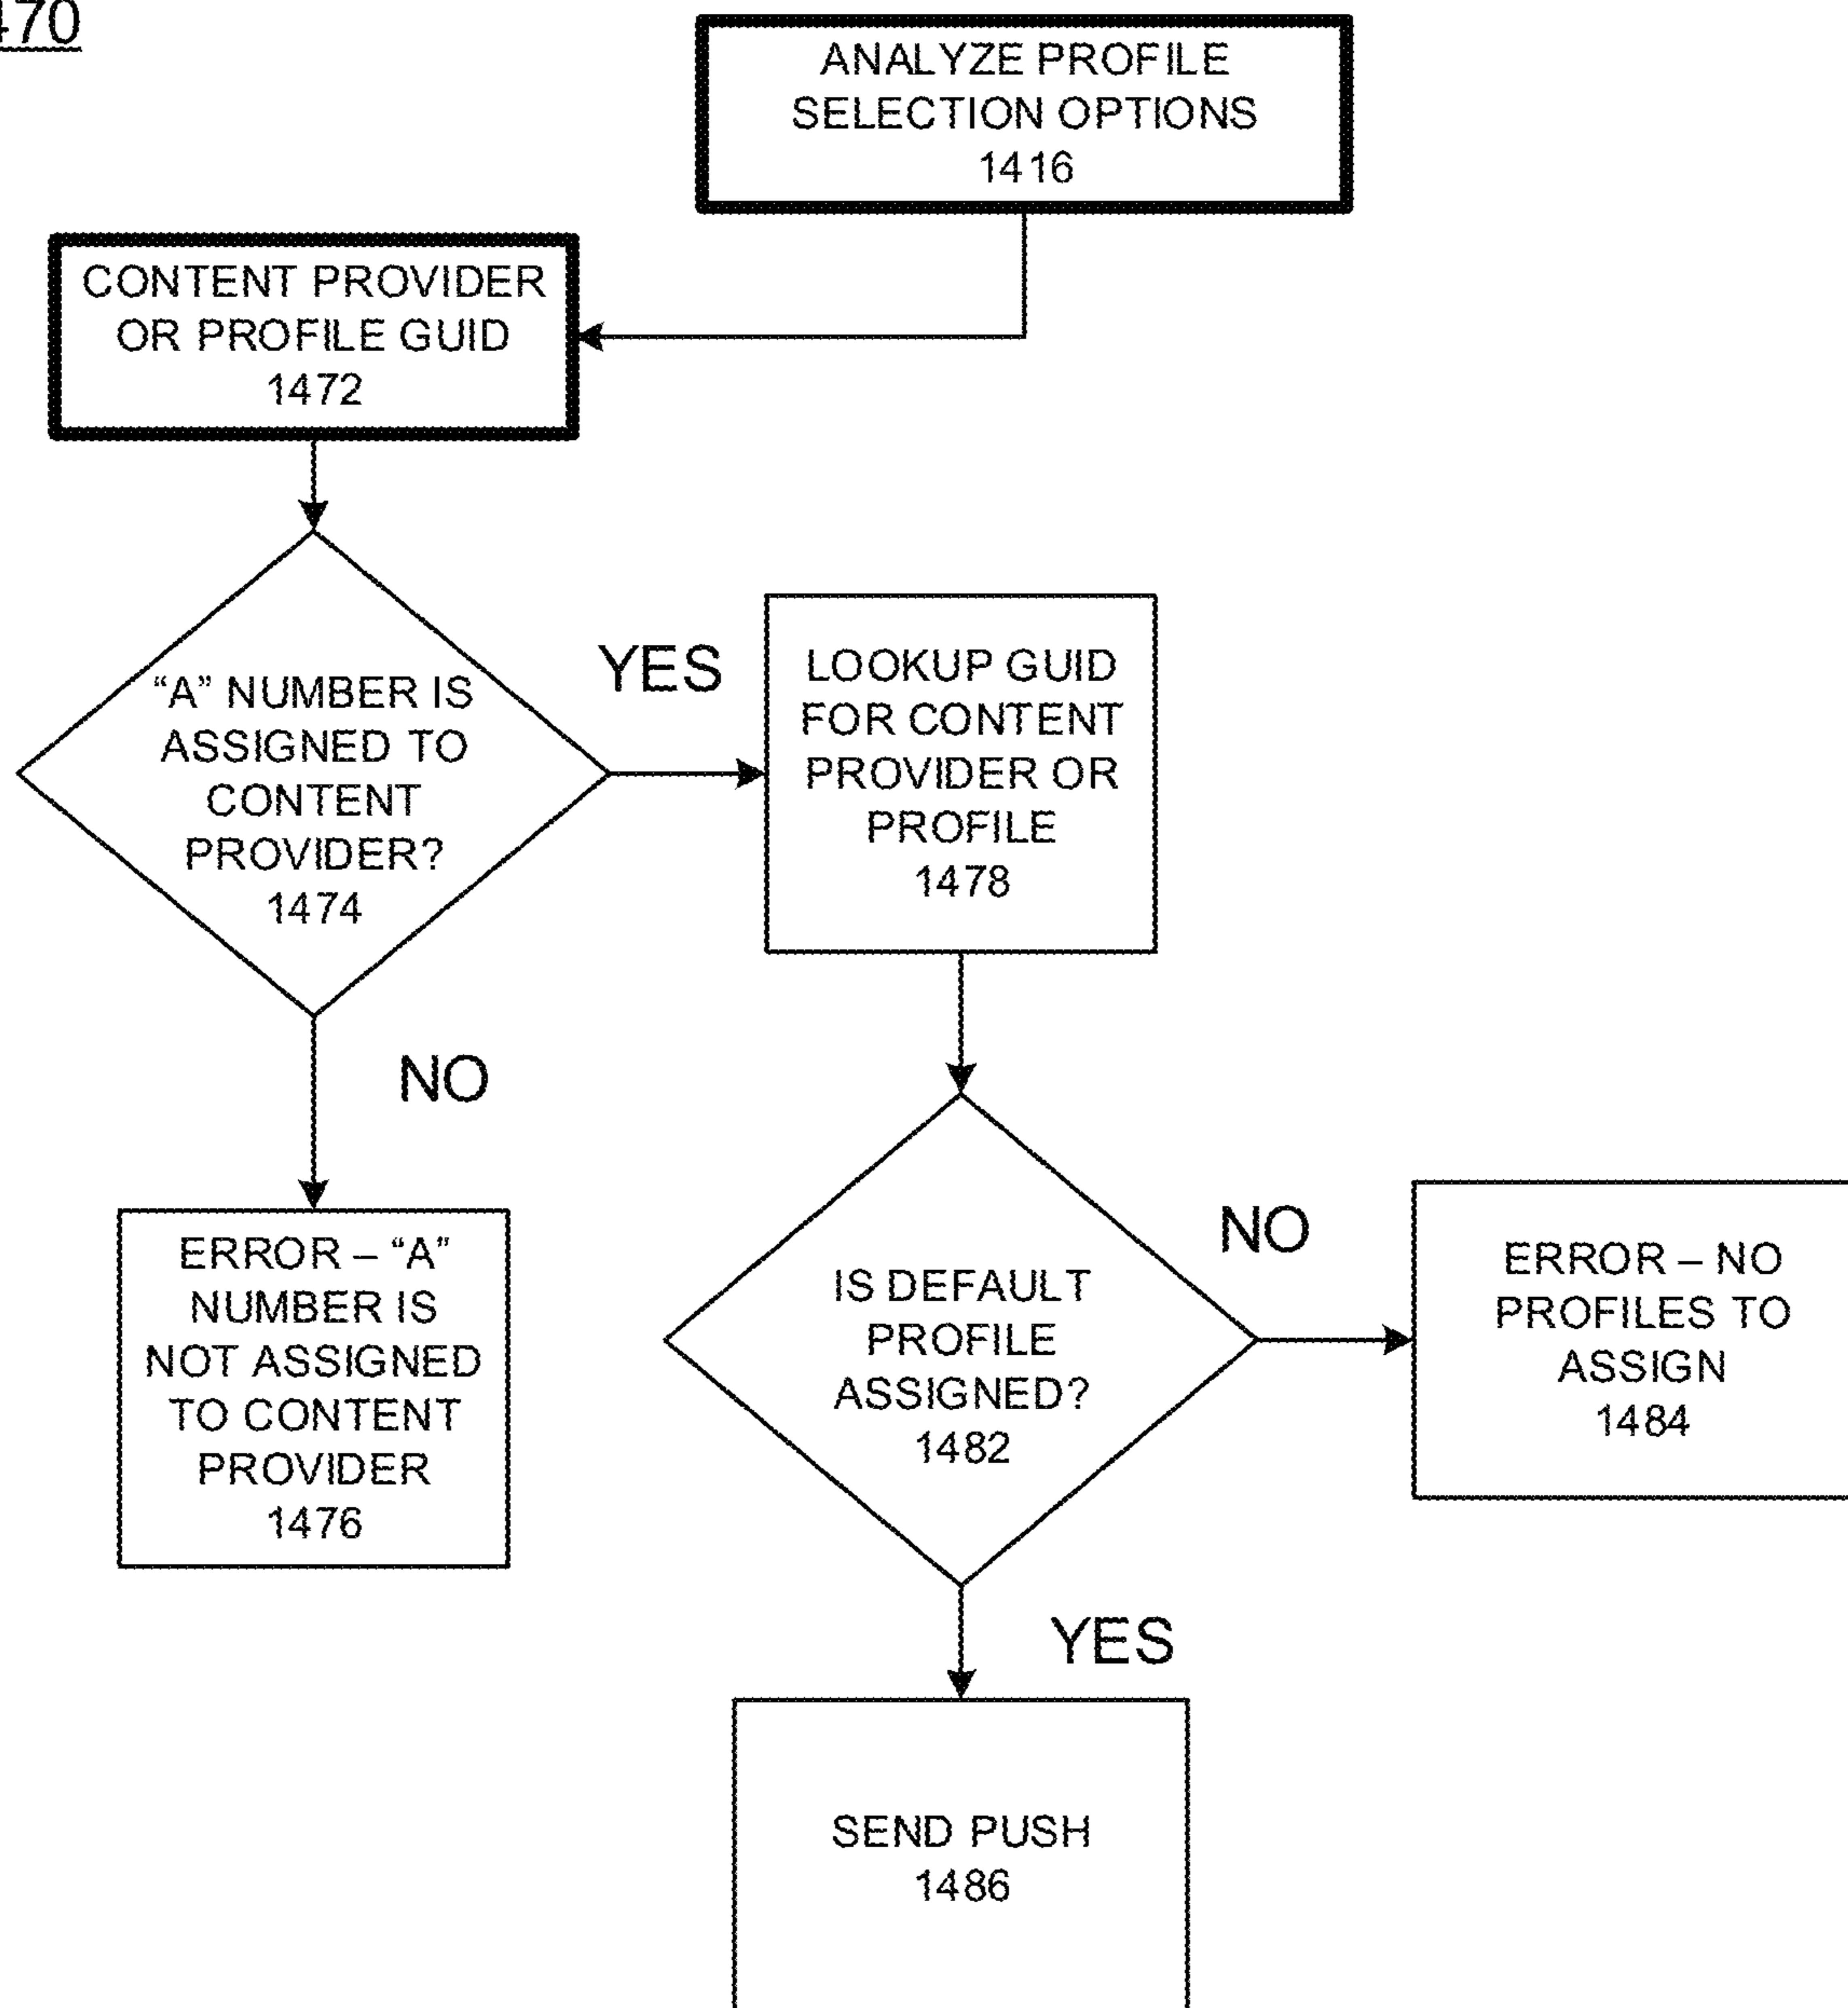 470
ANALYZE PROFILE
SELECTION OPTIONS
1416
CONTENT PROVIDER
OR PROFILE GUID
1472
“A” NUMBER IS
ASSIGNED TO
CONTENT
PROVIDER?
1474
YES
LOOKUP GUID
FOR CONTENT
PROVIDER OR
PROFILE
1478
NO
ERROR – “A”
NUMBER IS
NOT ASSIGNED
TO CONTENT
PROVIDER
1476
IS DEFAULT
PROFILE
ASSIGNED?
1482
NO
ERROR – NO
PROFILES TO
ASSIGN
1484
YES
SEND PUSH
1486